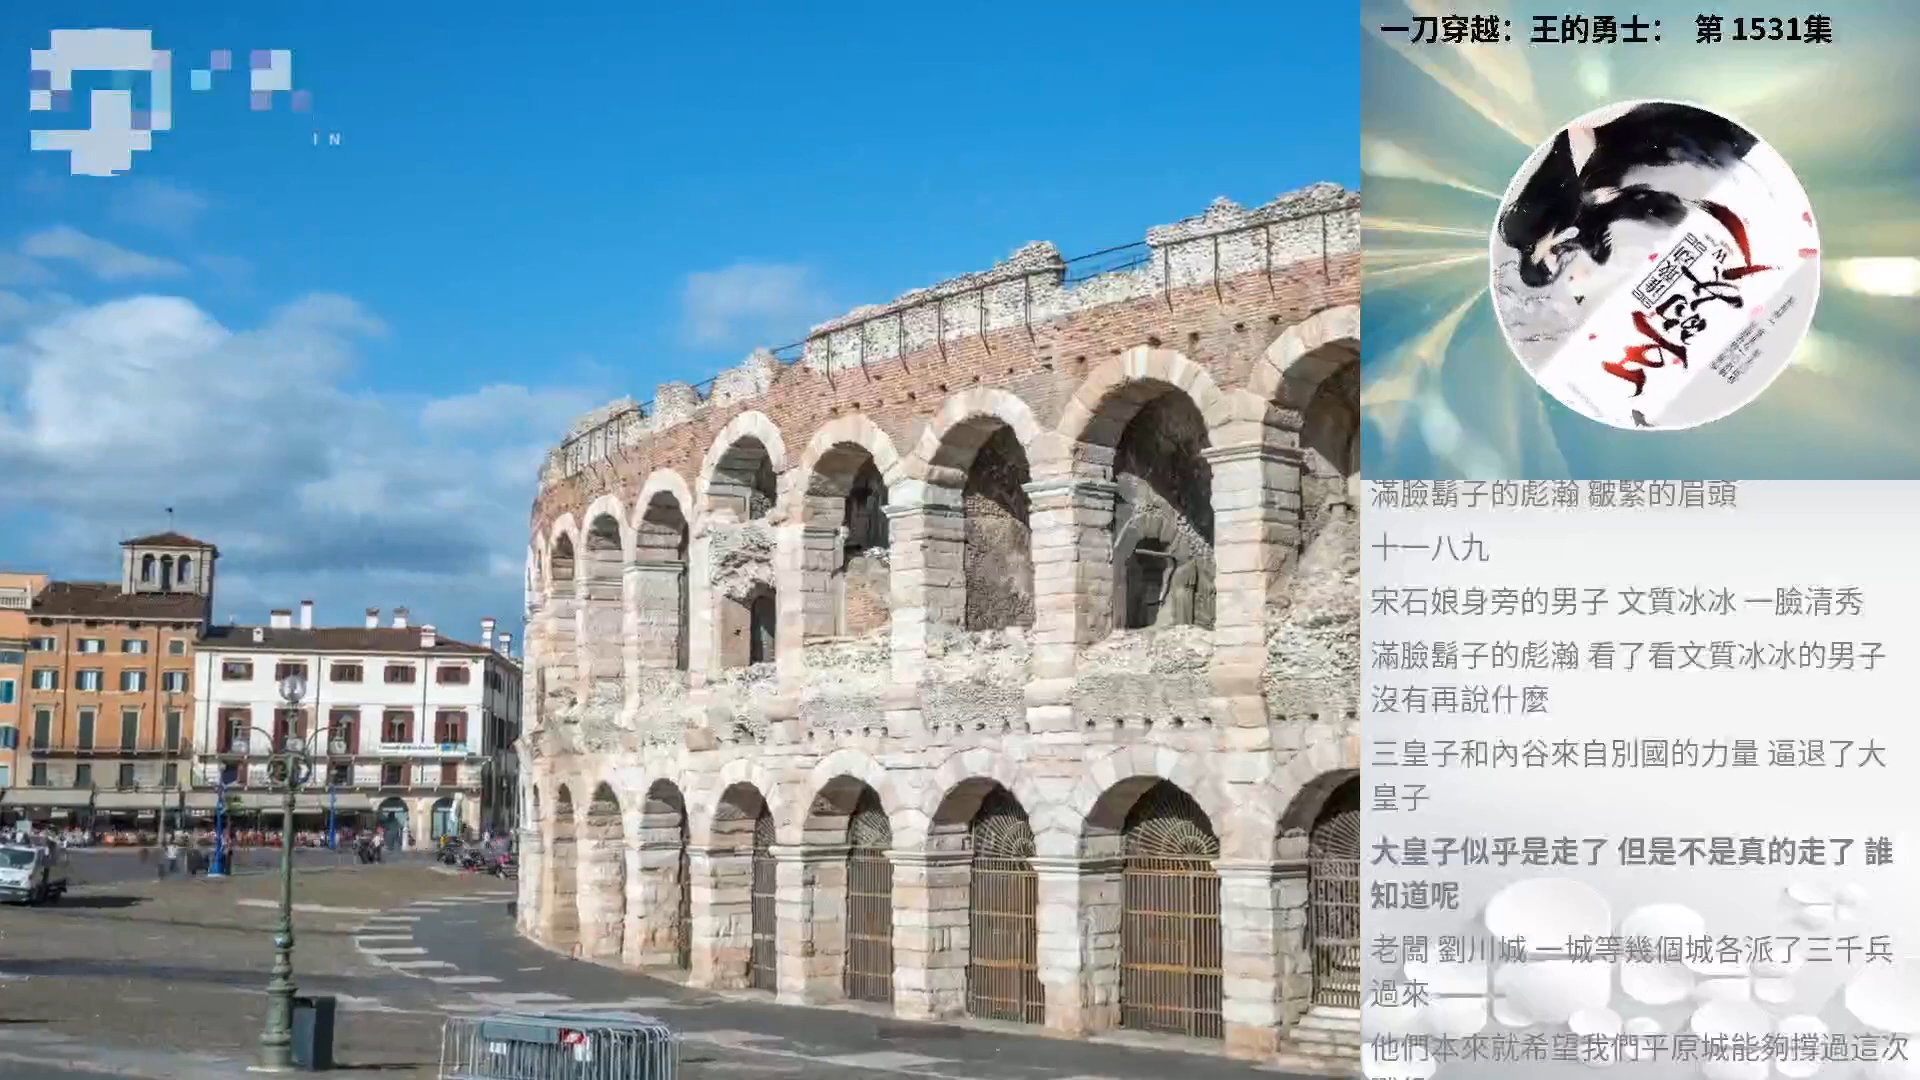 一刀穿越：王的勇士： 第 1531集
IN
滿臉鬍子的彪瀚 皺緊的眉頭
十一八九
宋石娘身旁的男子 文質冰冰 一臉清秀
滿臉鬍子的彪瀚 看了看文質冰冰的男子
沒有再說什麼
三皇子和內谷來自別國的力量 逼退了大
皇子
大皇子似乎是走了 但是不是真的走了 誰
知道呢
老闆 劉川城 一城等幾個城各派了三千兵
過來
他們本來就希望我們平原城能夠撐過這次